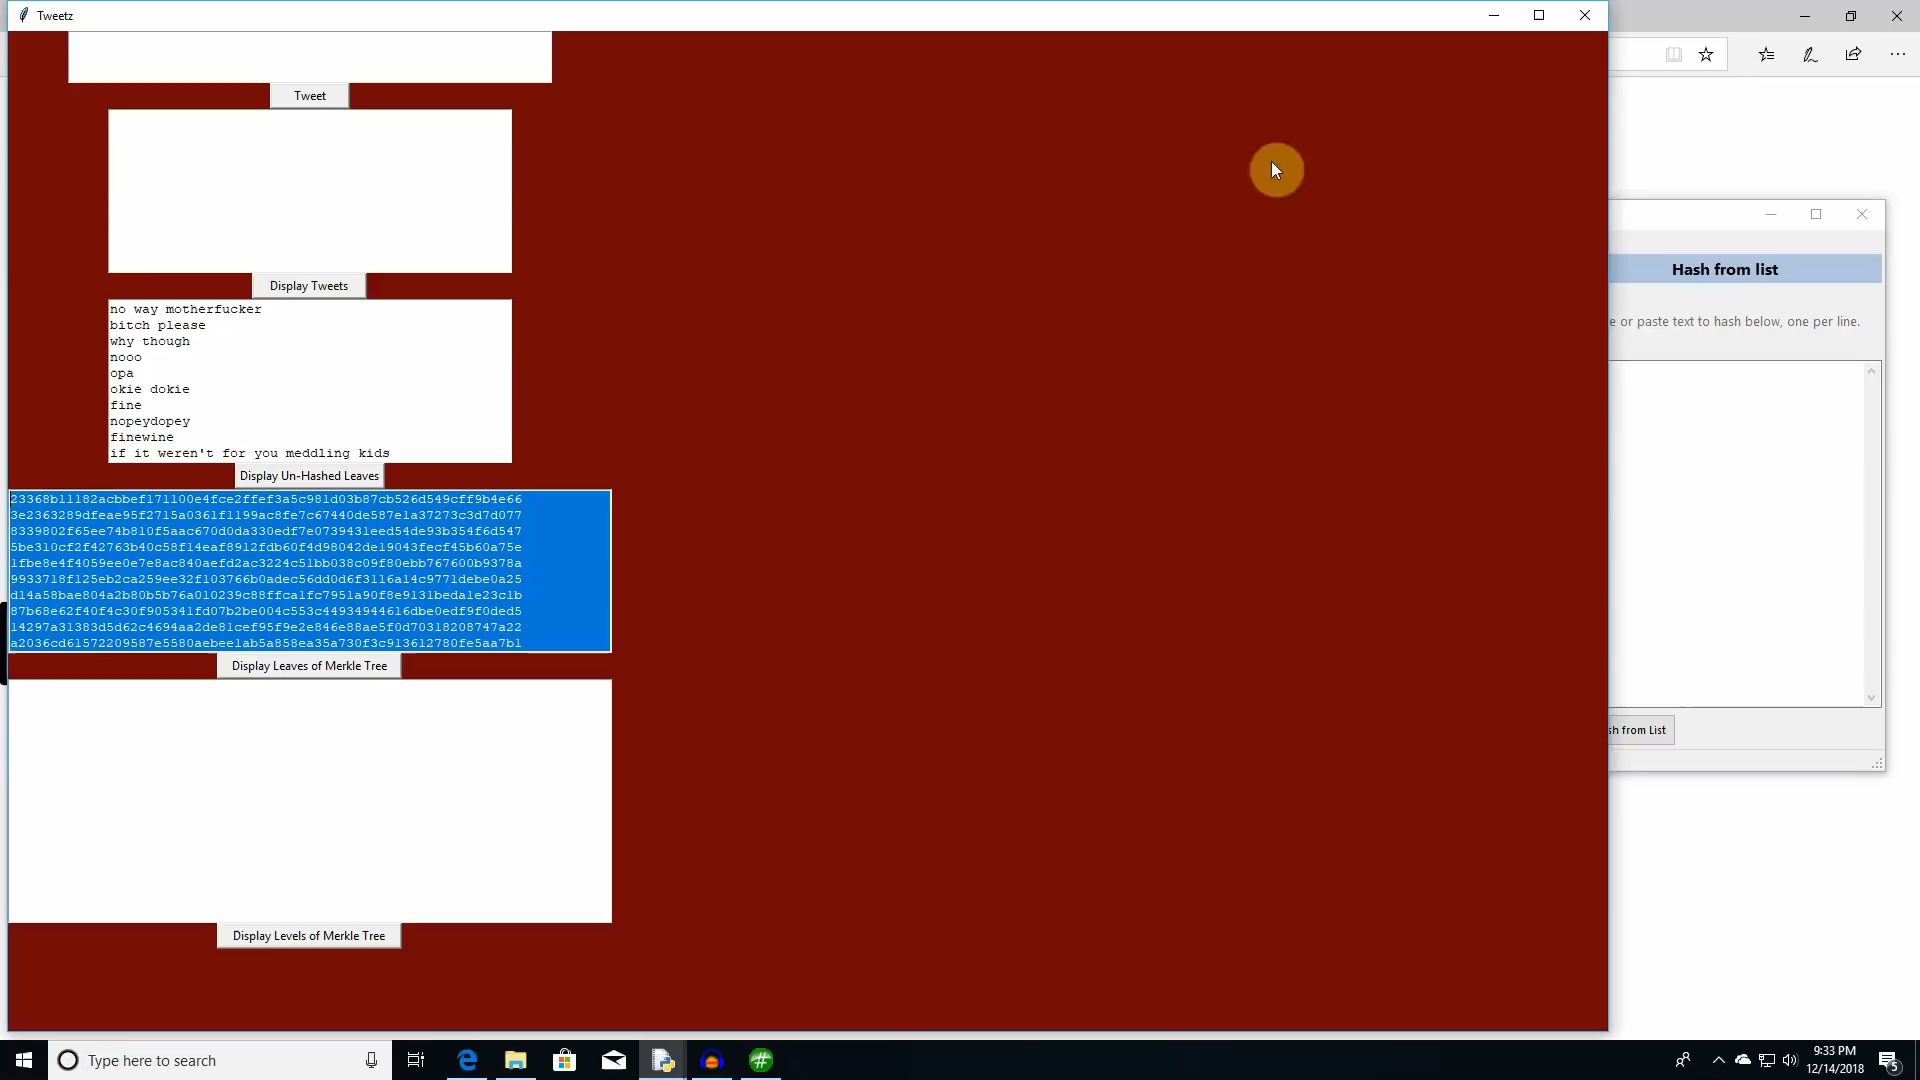 Tweetz
Tweet
Display Tweets
no way motherfucker
bitch please
why though
nooo
opa
okie dokie
fine
nopeydopey
finewine
if it weren't for you meddling kids
Display Un-Hashed Leaves
23368b11182acbbef171100e4fce2ffef3a5c981d03b87cb526d549cff9b4e66
3e2363289dfeae95f2715a0361f1199ac8fe7c67440de587e1a37273c3d7d077
8339802f65ee74b810f5aac670d0da330edf7e0739431eed54de93b354f6d547
5be310cf2f42763b40c58f14eaf8912fdb60f4d98042de19043fecf45b60a75e
1fbe8e4f4059ee0e7e8ac840aefd2ac3224c51bb038c09f80ebb767600b9378a
9933718f125eb2ca259ee32f103766b0adec56dd0d6f3116a14c9771debe0a25
d14a58bae804a2b80b5b76a010239c88ffca1fc7951a90f8e9131beda1e23c1b
87b68e62f40f4c30f905341fd07b2be004c553c44934944616dbe0edf9f0ded5
14297a31383d5d62c4694aa2de81cef95f9e2e846e88ae5f0d70318208747a22
a2036cd61572209587e5580aebee1ab5a858ea35a730f3c913612780fe5aa7b1
Display Leaves of Merkle Tree
Display Levels of Merkle Tree
Hash from list
e or paste text to hash below, one per line.
sh from List
Type here to search
9:33 PM
12/14/2018
5